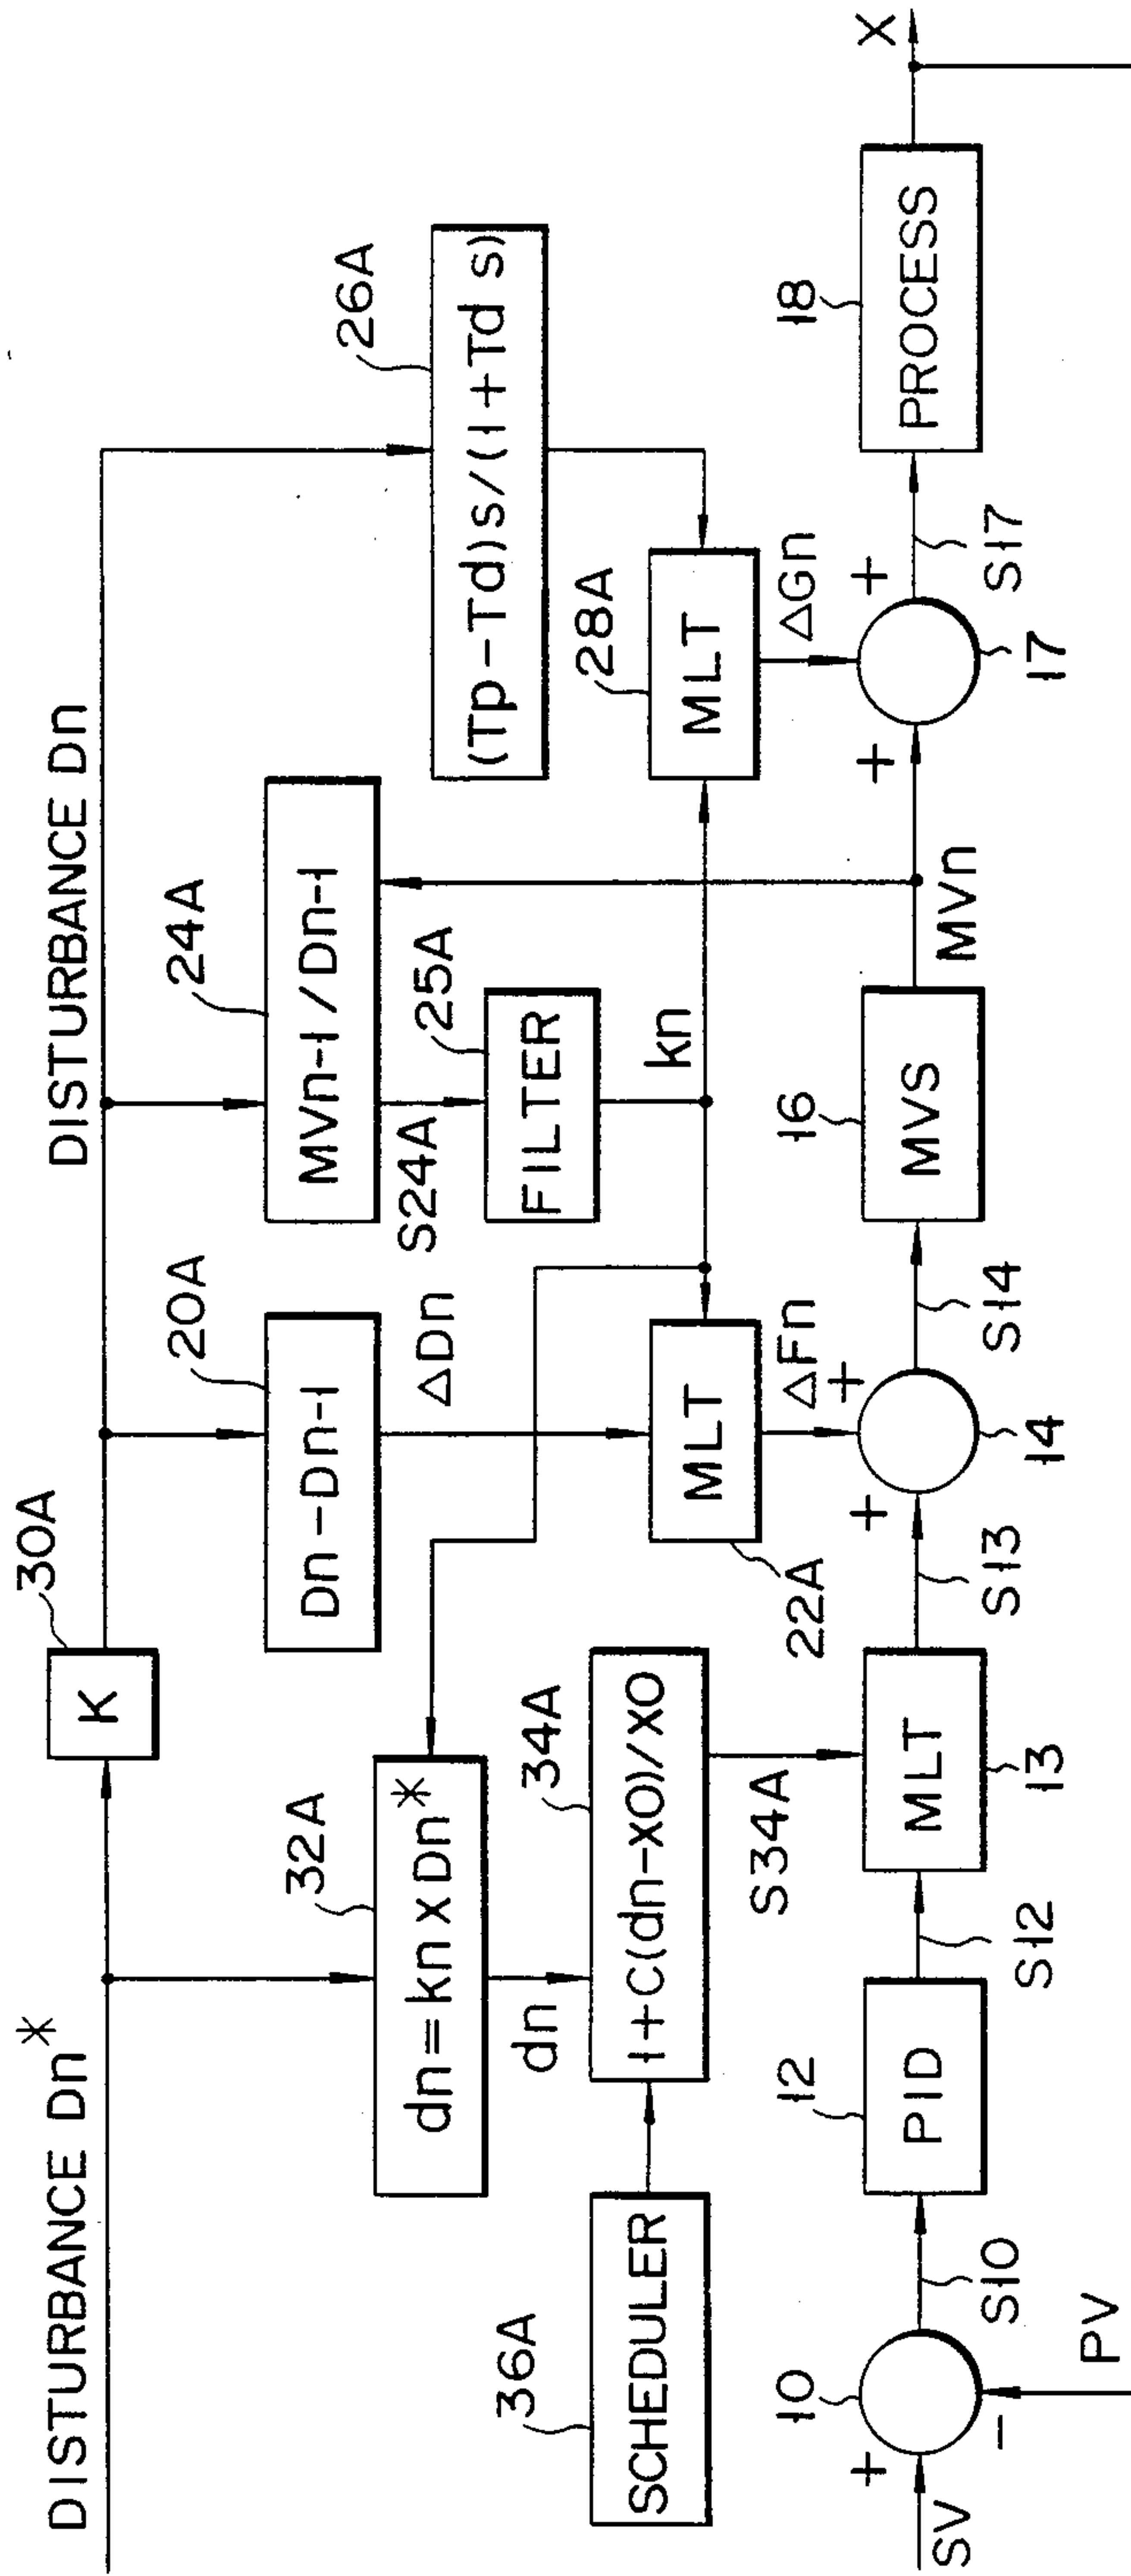 DISTURBANCE Dn*
30A
K
DISTURBANCE Dn
20A
Dn-Dn-1
24A
MVn-1/Dn-1
26A
(Tp-Td)s/(1+Td s)
32A
dn=kn x Dn*
ΔDn
S24A
25A
FILTER
36A
SCHEDULER
dn
34A
1+C(dn-XO)/XO
22A
MLT
kn
28A
MLT
S34A
ΔFn
ΔGn
SV
+
-
10
S10
PV
12
PID
S12
MLT
13
S13
+
+
14
S14
16
MVS
MVn
+
+
17
S17
18
PROCESS
X